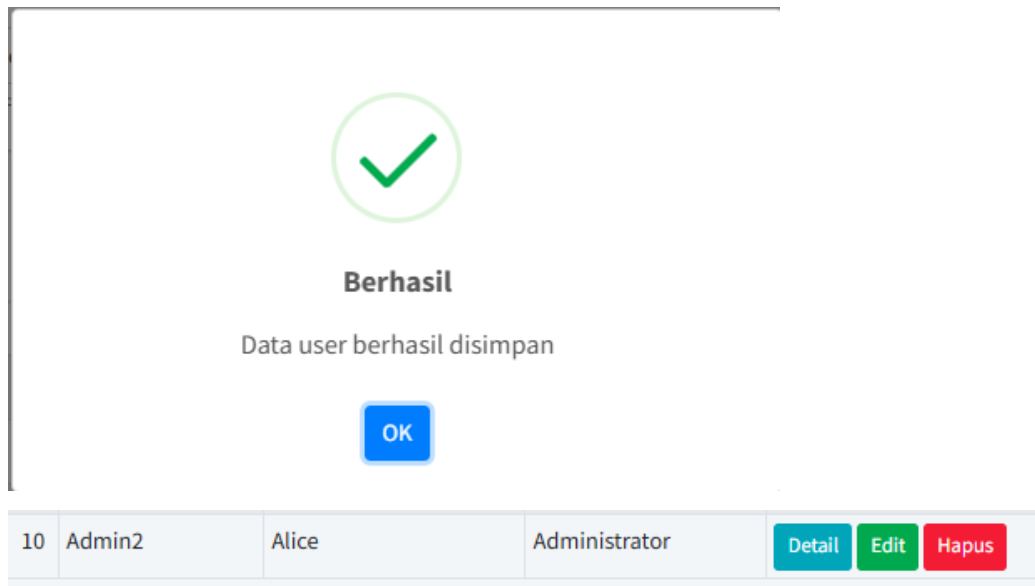 Berhasil
Data user berhasil disimpan
OK
10 Admin2 Alice Administrator Detail Edit Hapus